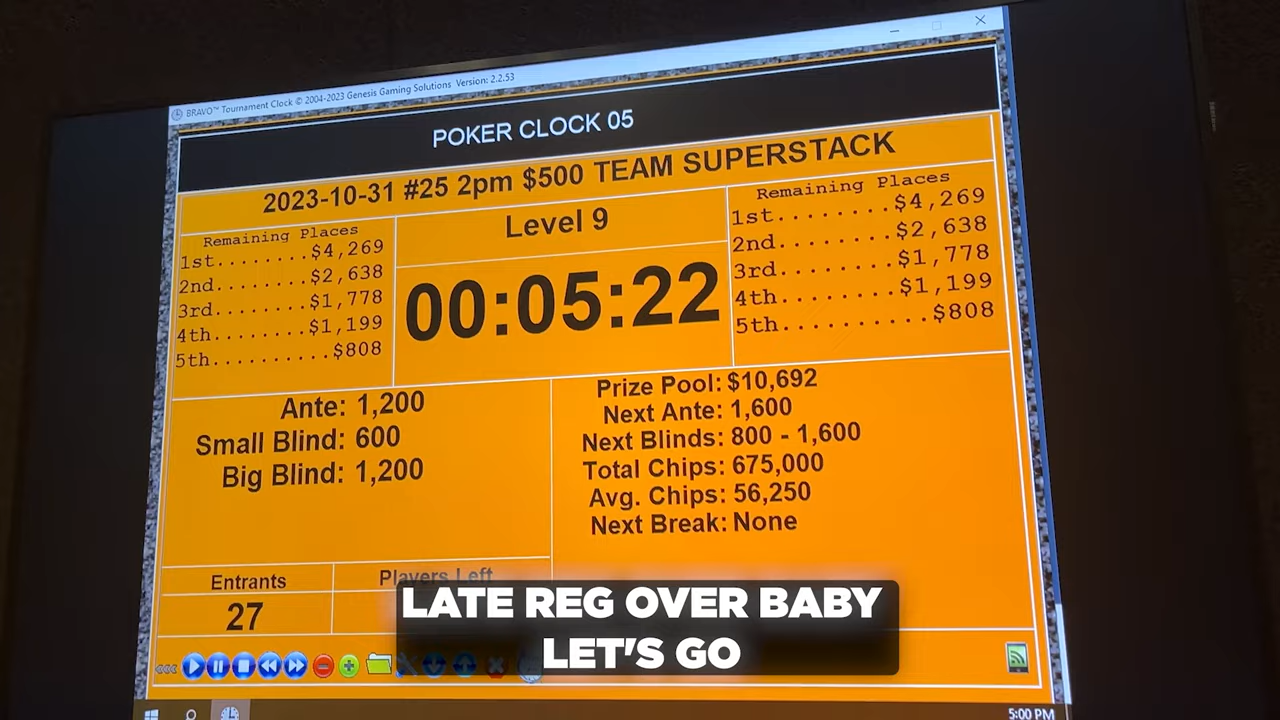 BRAVO™ Tournament Clock © 2004-2023 Genesis Gaming Solutions Version: 2.2.53
POKER CLOCK 05
2023-10-31 #25 2pm $500 TEAM SUPERSTACK
Remaining Places
1st........$4,269
2nd........$2,638
3rd........$1,778
4th........$1,199
5th..........$808
Level 9
00:05:22
Remaining Places
1st........$4,269
2nd........$2,638
3rd........$1,778
4th........$1,199
5th..........$808
Ante: 1,200
Small Blind: 600
Big Blind: 1,200
Prize Pool: $10,692
Next Ante: 1,600
Next Blinds: 800 - 1,600
Total Chips: 675,000
Avg. Chips: 56,250
Next Break: None
Entrants
27
Players Left
LATE REG OVER BABY
LET'S GO
5:00 PM